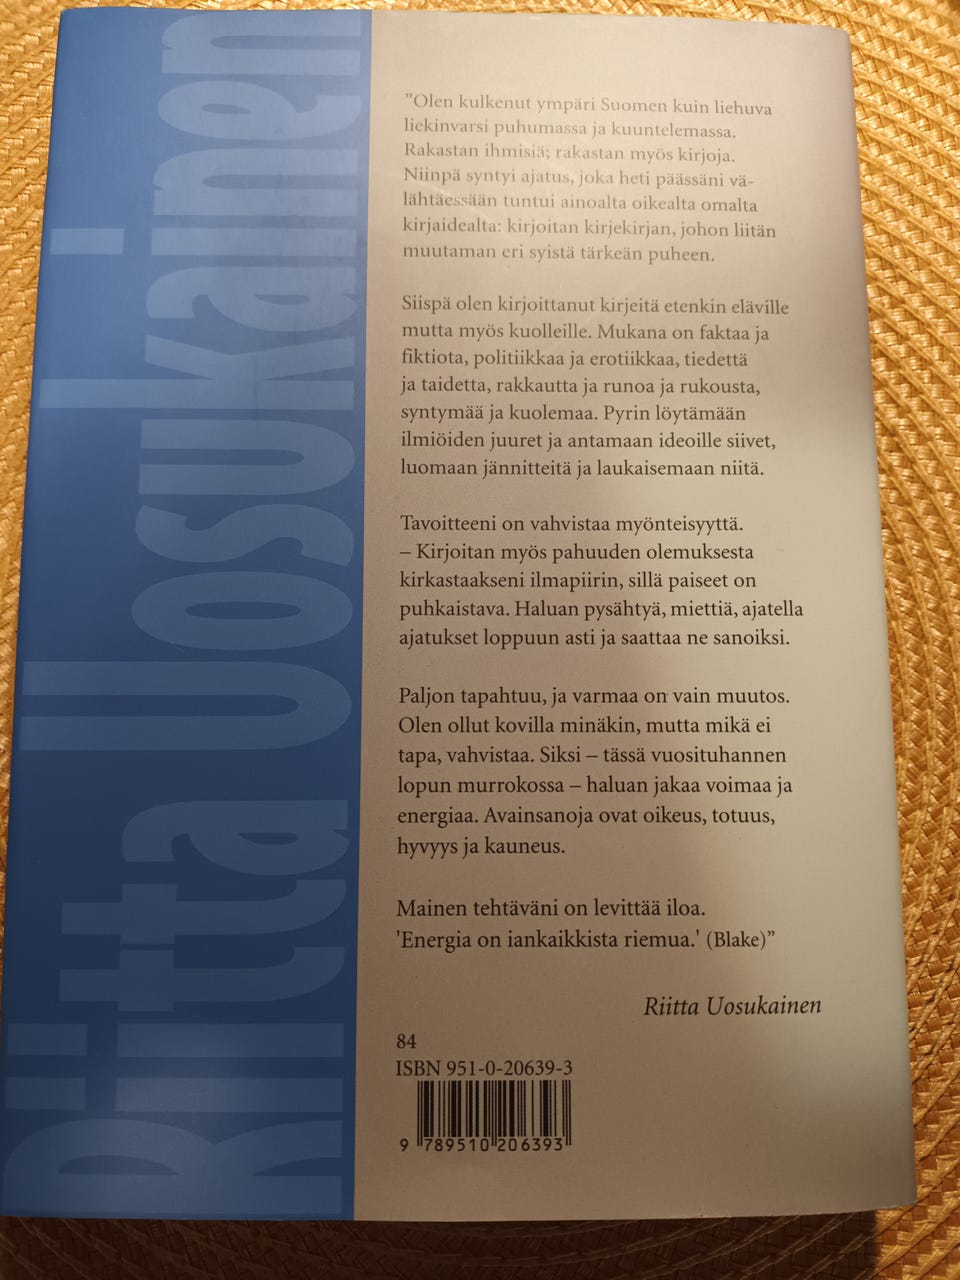 Riitta Uosukainen
”Olen kulkenut ympäri Suomen kuin liehuva
liekinvarsi puhumassa ja kuuntelemassa.
Rakastan ihmisiä; rakastan myös kirjoja.
Niinpä syntyi ajatus, joka heti päässäni vä-
lähtäessään tuntui ainoalta oikealta omalta
kirjaidealta: kirjoitan kirjekirjan, johon liitän
muutaman eri syistä tärkeän puheen.
Siispä olen kirjoittanut kirjeitä etenkin eläville
mutta myös kuolleille. Mukana on faktaa ja
fiktiota, politiikkaa ja erotiikkaa, tiedettä
ja taidetta, rakkautta ja runoa ja rukousta,
syntymää ja kuolemaa. Pyrin löytämään
ilmiöiden juuret ja antamaan ideoille siivet,
luomaan jännitteitä ja laukaisemaan niitä.
Tavoitteeni on vahvistaa myönteisyyttä.
– Kirjoitan myös pahuuden olemuksesta
kirkastaakseni ilmapiirin, sillä paiseet on
puhkaistava. Haluan pysähtyä, miettiä, ajatella
ajatukset loppuun asti ja saattaa ne sanoiksi.
Paljon tapahtuu, ja varmaa on vain muutos.
Olen ollut kovilla minäkin, mutta mikä ei
tapa, vahvistaa. Siksi – tässä vuosituhannen
lopun murrokossa – haluan jakaa voimaa ja
energiaa. Avainsanoja ovat oikeus, totuus,
hyvyys ja kauneus.
Mainen tehtäväni on levittää iloa.
'Energia on iankaikkista riemua.' (Blake)”
Riitta Uosukainen
84
ISBN 951-0-20639-3
9 789510 206393